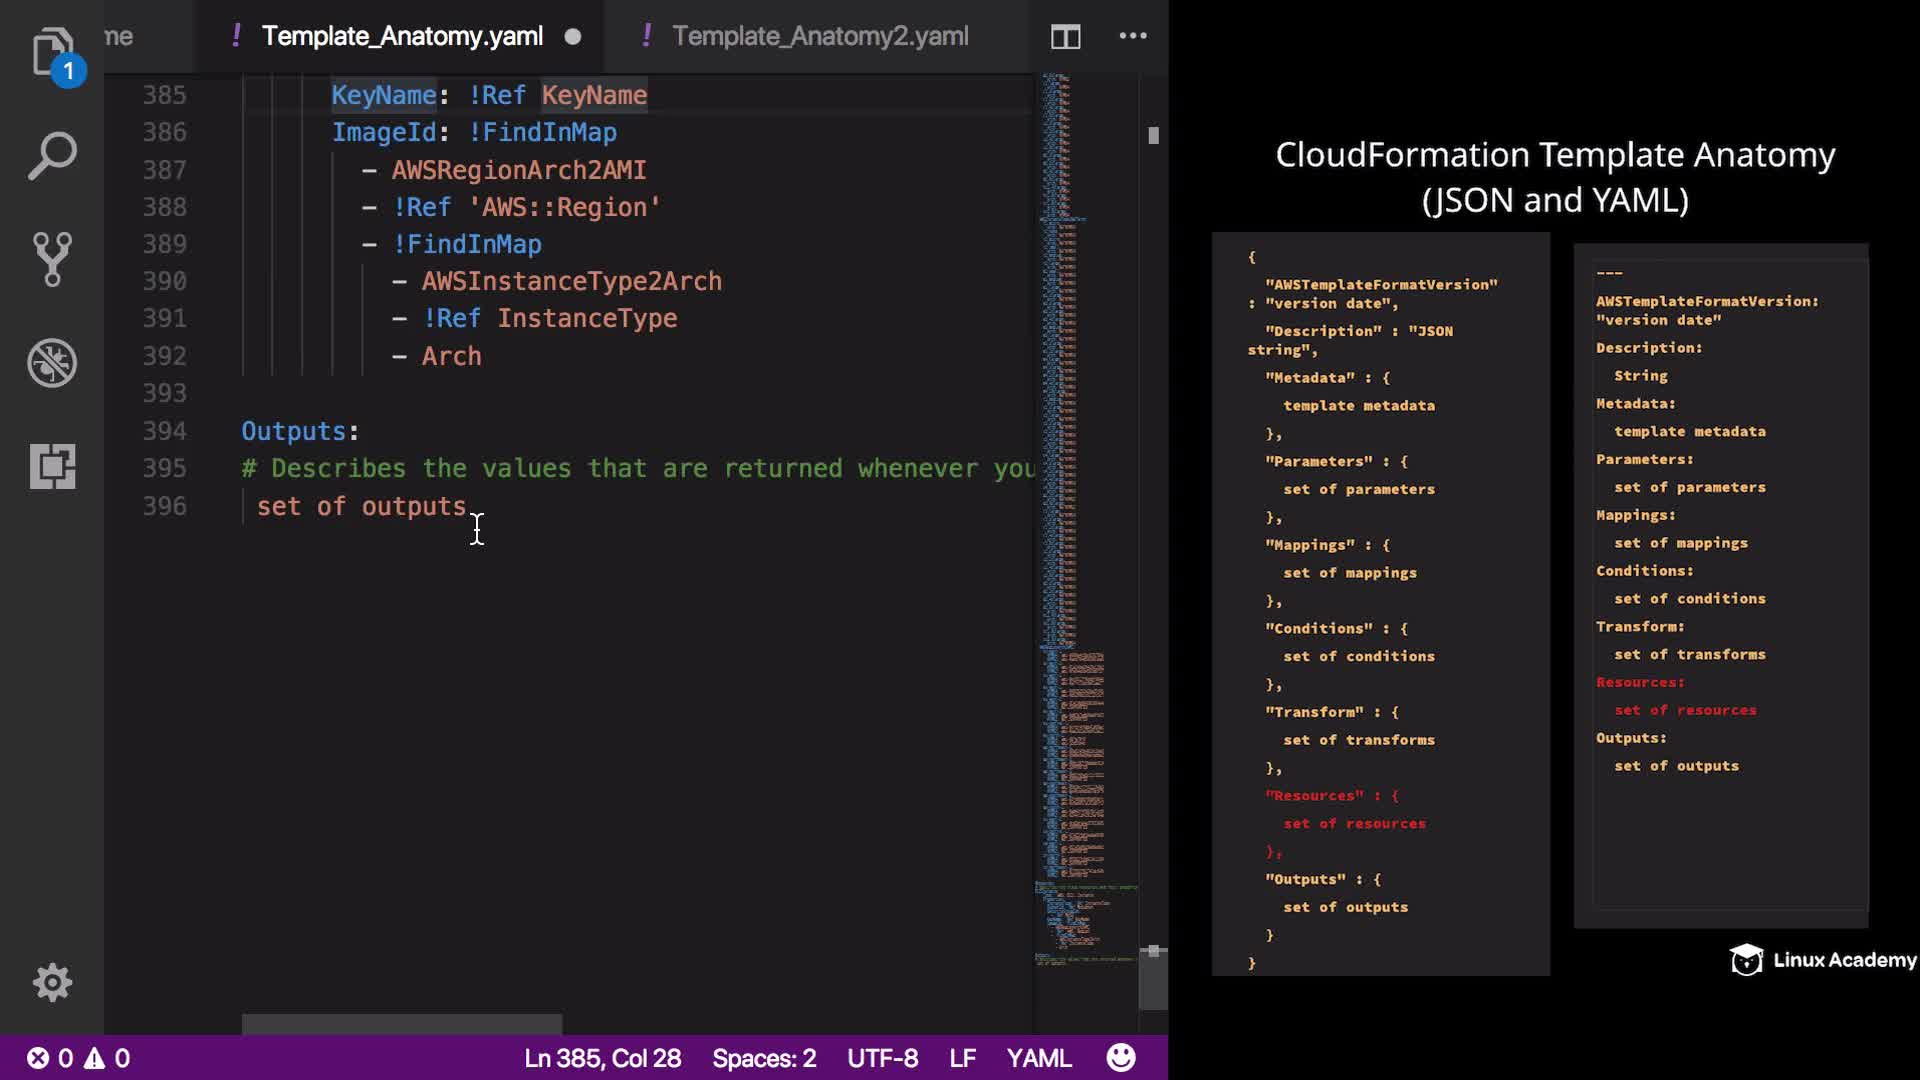 me
! Template_Anatomy.yaml
! Template_Anatomy2.yaml
1
385 KeyName: !Ref KeyName
386 ImageId: !FindInMap
387 - AWSRegionArch2AMI
388 - !Ref 'AWS::Region'
389 - !FindInMap
390 - AWSInstanceType2Arch
391 - !Ref InstanceType
392 - Arch
393
394 Outputs:
395 # Describes the values that are returned whenever you
396 set of outputs
0 0
Ln 385, Col 28 Spaces: 2 UTF-8 LF YAML
CloudFormation Template Anatomy
(JSON and YAML)
{
"AWSTemplateFormatVersion"
: "version date",
"Description" : "JSON
string",
"Metadata" : {
template metadata
},
"Parameters" : {
set of parameters
},
"Mappings" : {
set of mappings
},
"Conditions" : {
set of conditions
},
"Transform" : {
set of transforms
},
"Resources" : {
set of resources
},
"Outputs" : {
set of outputs
}
}
---
AWSTemplateFormatVersion:
"version date"
Description:
String
Metadata:
template metadata
Parameters:
set of parameters
Mappings:
set of mappings
Conditions:
set of conditions
Transform:
set of transforms
Resources:
set of resources
Outputs:
set of outputs
Linux Academy